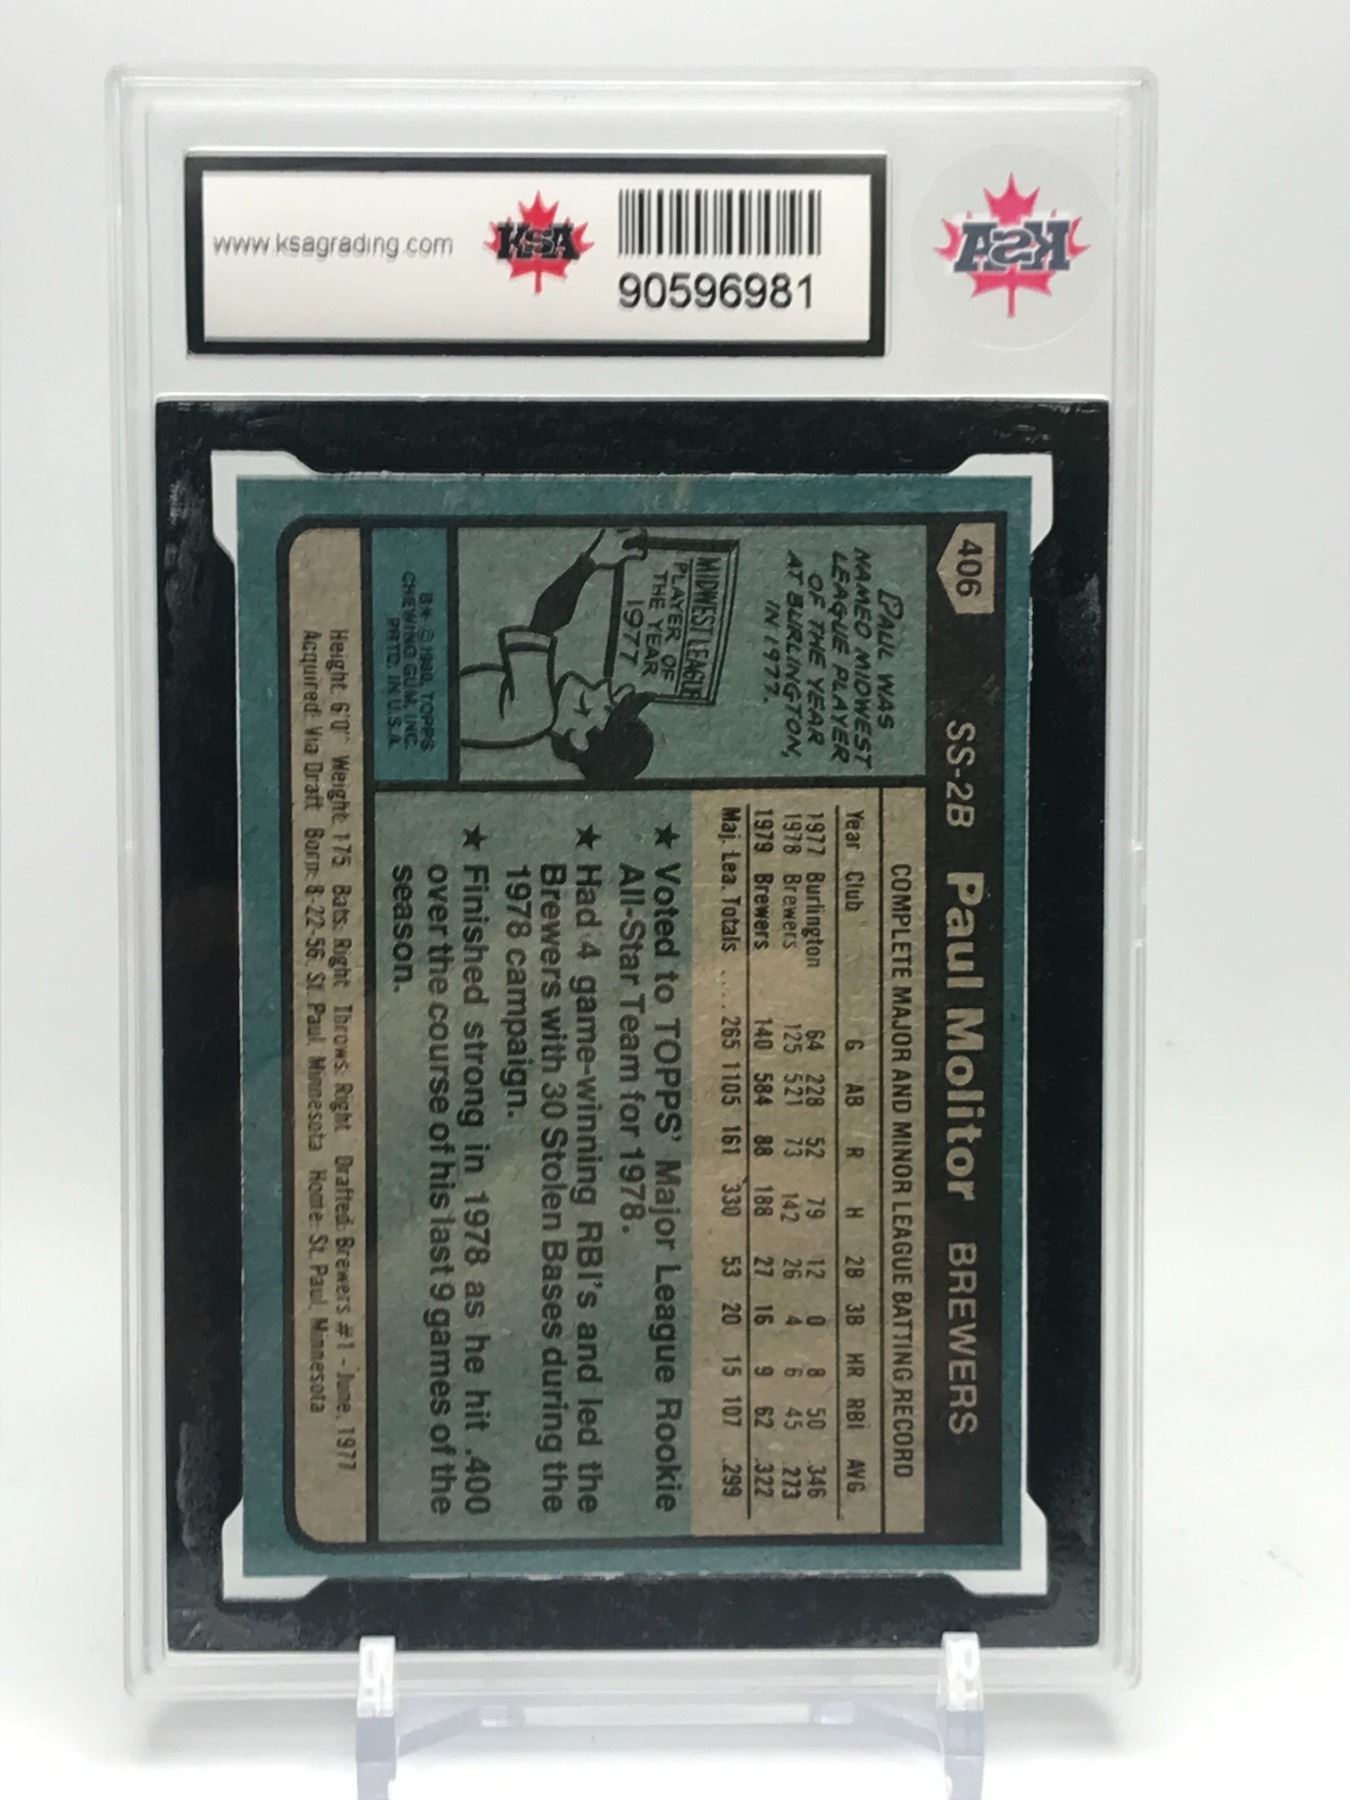 www.ksagrading.com
KSA
90596981
KSA
406
SS-2B Paul Molitor BREWERS
PAUL WAS
NAMED MIDWEST
LEAGUE PLAYER
OF THE YEAR
AT BURLINGTON,
IN 1977.
MIDWEST LEAGUE
PLAYER OF
THE YEAR
1977
B* © 1980 TOPPS
CHEWING GUM, INC.
PRTD. IN U.S.A.
COMPLETE MAJOR AND MINOR LEAGUE BATTING RECORD
Year Club G AB R H 2B 3B HR RBI AVG.
1977 Burlington 64 228 52 79 12 0 8 50 .346
1978 Brewers 125 521 73 142 26 4 6 45 .273
1979 Brewers 140 584 88 188 27 16 9 62 .322
Maj. Lea. Totals .... 265 1105 161 330 53 20 15 107 .299
★ Voted to TOPPS' Major League Rookie
All-Star Team for 1978.
★ Had 4 game-winning RBI's and led the
Brewers with 30 Stolen Bases during the
1978 campaign.
★ Finished strong in 1978 as he hit .400
over the course of his last 9 games of the
season.
Height: 6'0" Weight: 175 Bats: Right Throws: Right Drafted: Brewers #1 - June, 1977
Acquired: Via Draft Born: 8-22-56, St. Paul, Minnesota Home: St. Paul, Minnesota